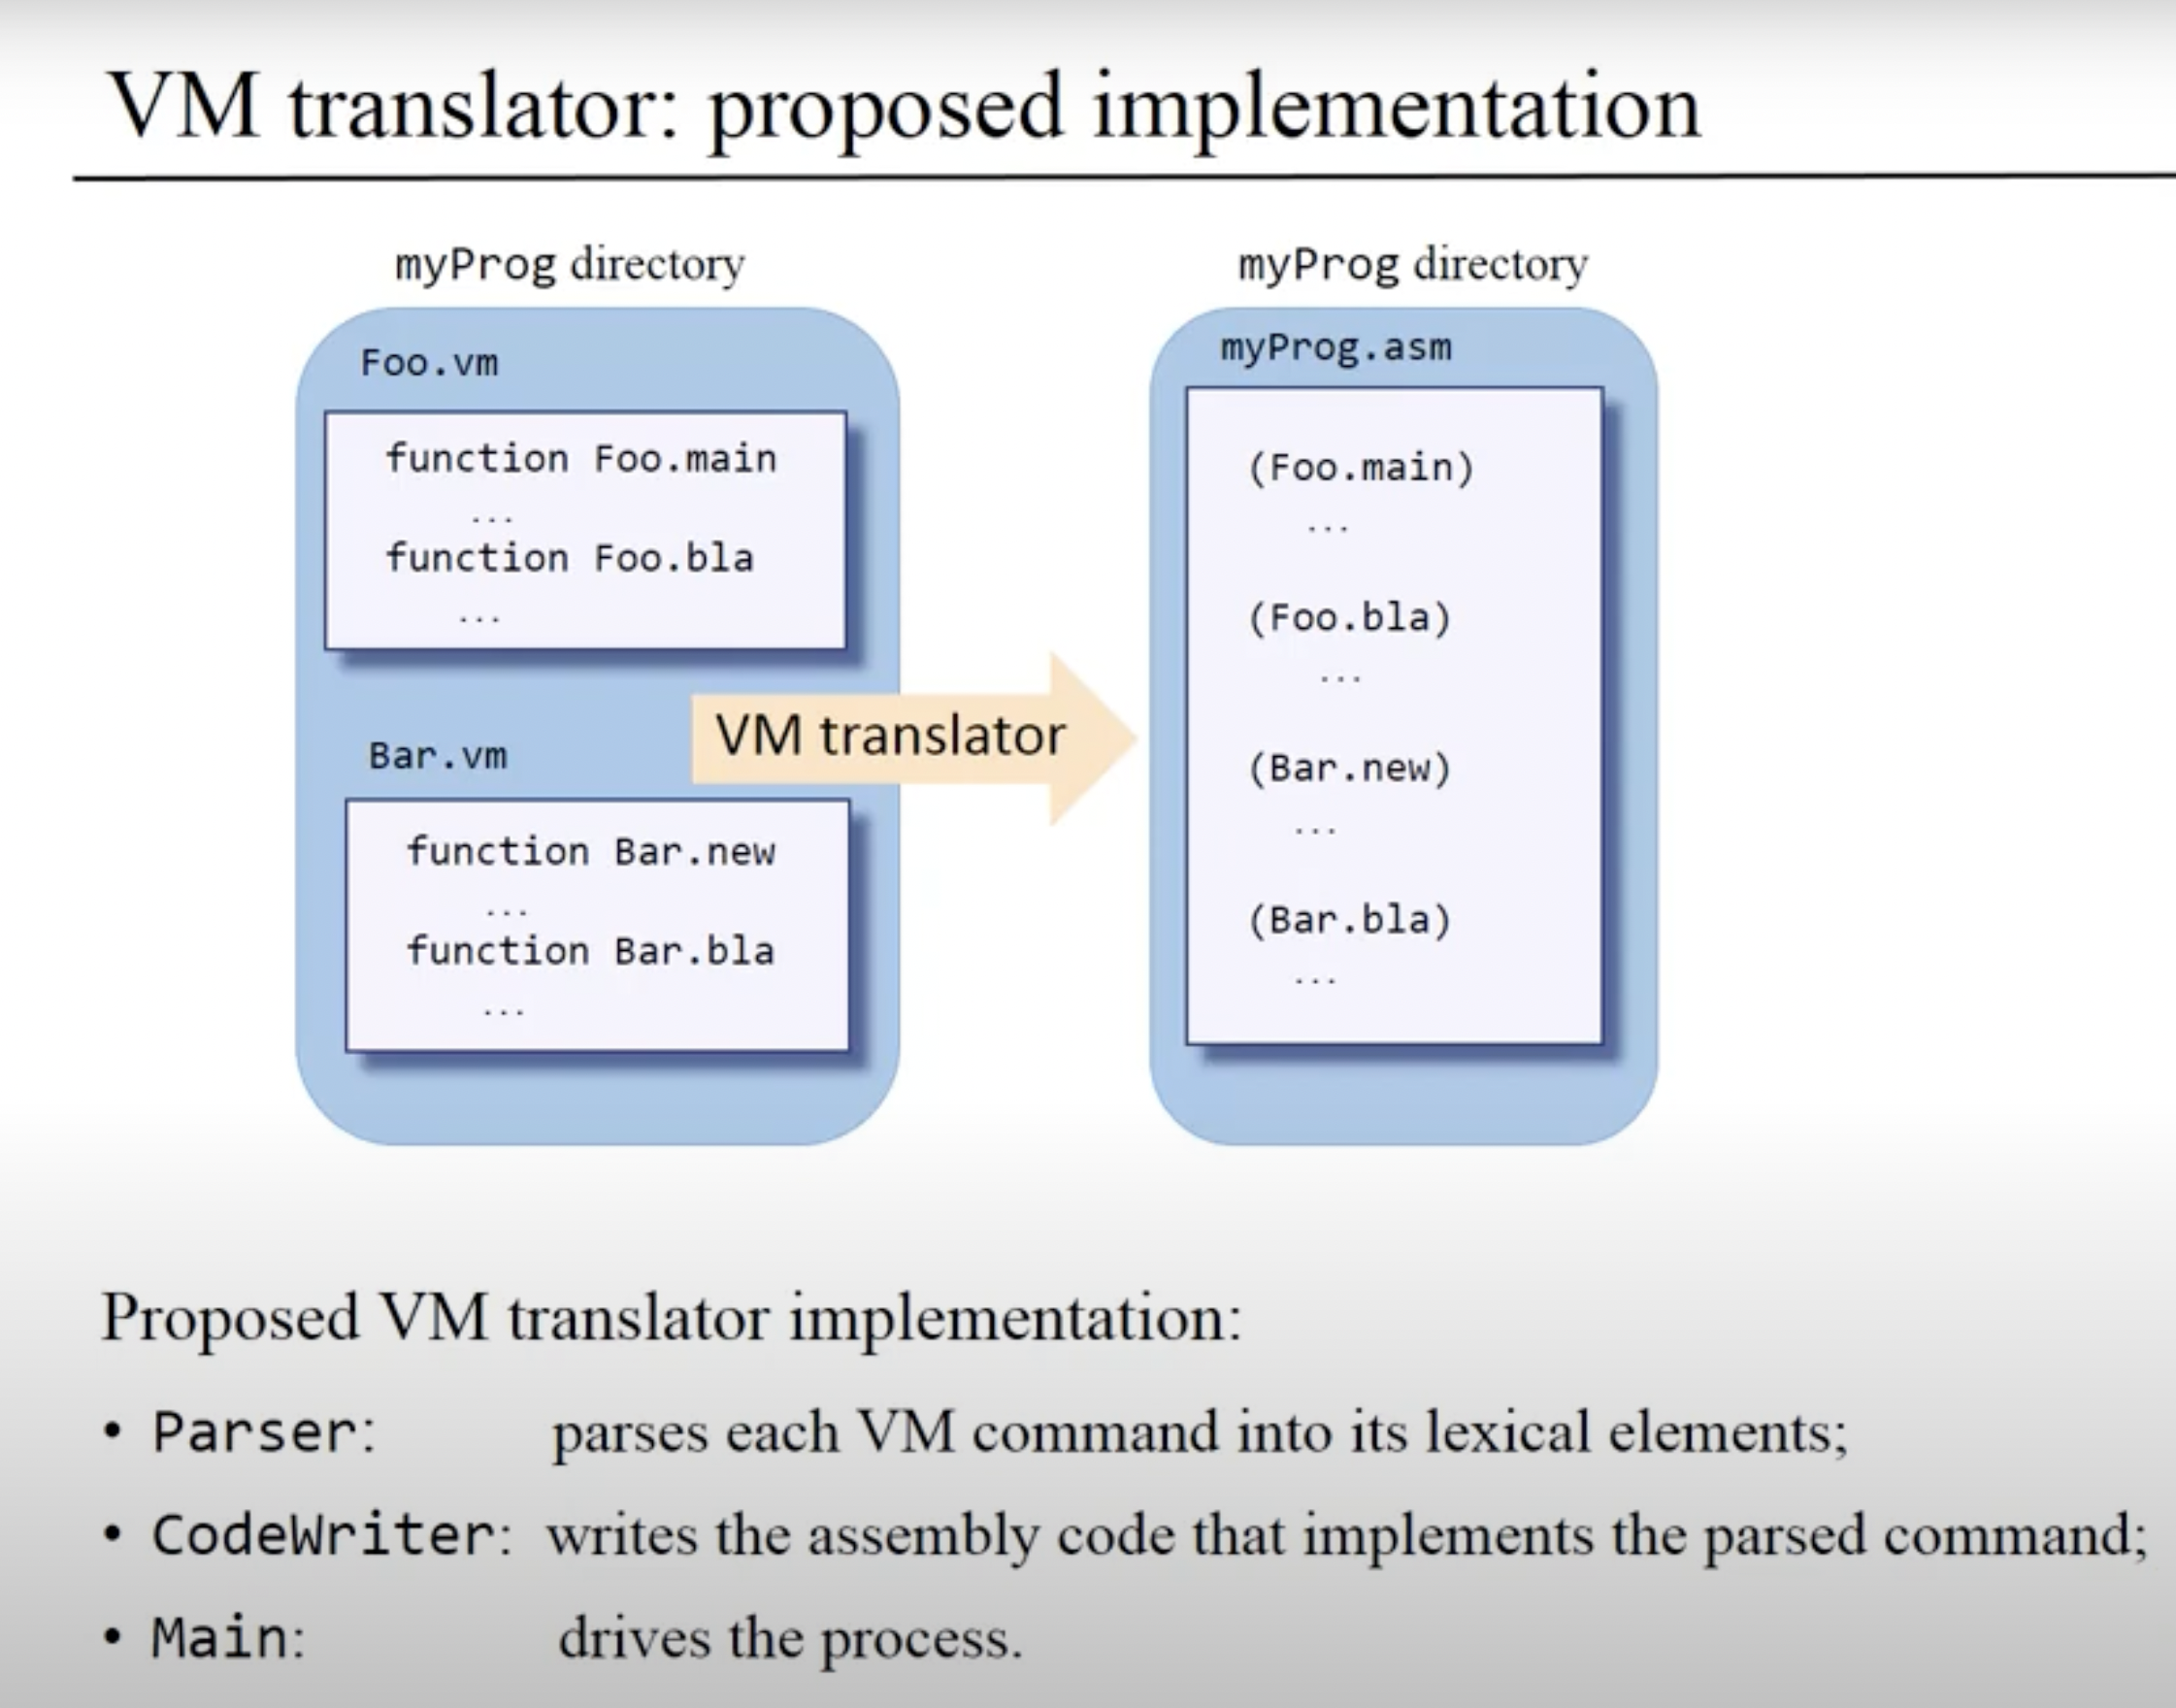 VM translator: proposed implementation
myProg directory
Foo.vm
function Foo.main
...
function Foo.bla
...
Bar.vm
function Bar.new
...
function Bar.bla
...
VM translator
myProg directory
myProg.asm
(Foo.main)
...
(Foo.bla)
...
(Bar.new)
...
(Bar.bla)
...
Proposed VM translator implementation:
• Parser: parses each VM command into its lexical elements;
• CodeWriter: writes the assembly code that implements the parsed command;
• Main: drives the process.